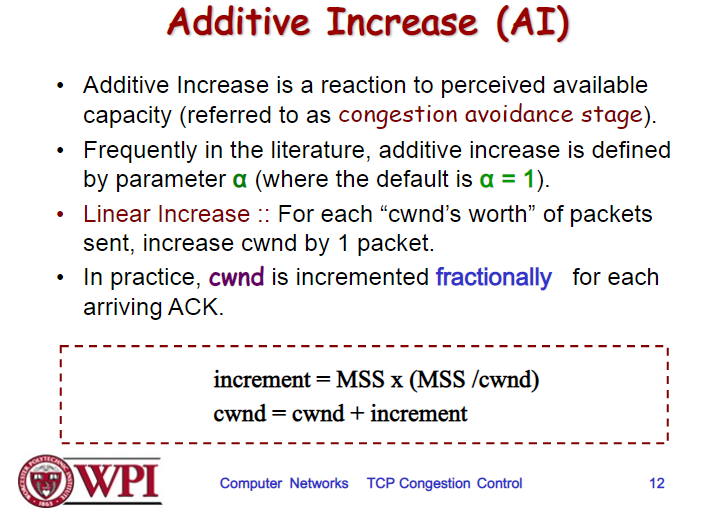 Additive Increase (AI)
• Additive Increase is a reaction to perceived available
capacity (referred to as congestion avoidance stage).
• Frequently in the literature, additive increase is defined
by parameter α (where the default is α = 1).
• Linear Increase :: For each “cwnd’s worth” of packets
sent, increase cwnd by 1 packet.
• In practice, cwnd is incremented fractionally for each
arriving ACK.
increment = MSS x (MSS /cwnd)
cwnd = cwnd + increment
WPI
Computer Networks TCP Congestion Control 12